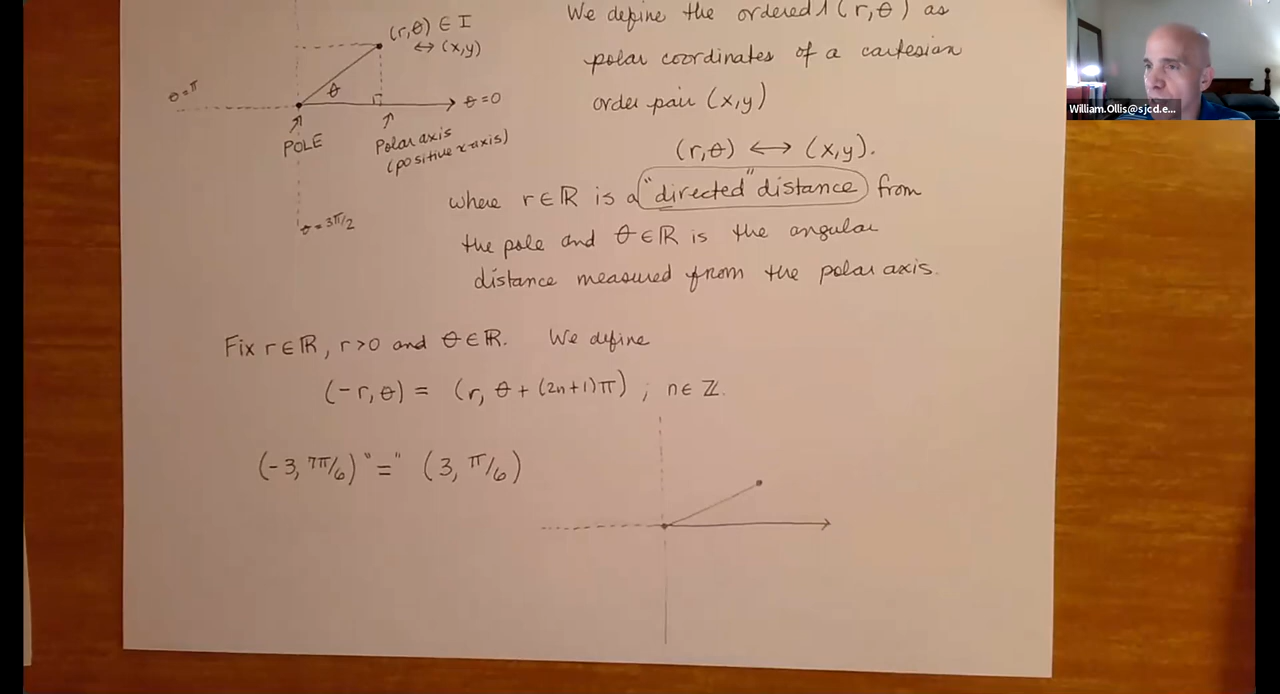 (r,θ) ∈ I
↔ (x,y)
θ = π
θ
θ=0
POLE
Polar axis
(positive x-axis)
θ = 3π/2
We define the ordered (r,θ) as
polar coordinates of a cartesian
order pair (x,y)
(r,θ) ↔ (x,y).
where r∈ℝ is a "directed" distance from
the pole and θ∈ℝ is the angular
distance measured from the polar axis.
Fix r∈ℝ, r>0 and θ∈ℝ. We define
(-r,θ) = (r, θ + (2n+1)π) ; n∈ℤ.
(-3, 7π/6) "=" (3, π/6)
William.Ollis@sjcd.e...